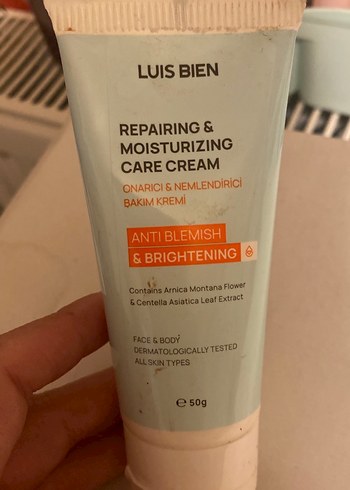 LUIS BIEN
REPAIRING &
MOISTURIZING
CARE CREAM
ONARICI & NEMLENDİRİCİ
BAKIM KREMİ
ANTI BLEMISH
& BRIGHTENING
Contains Arnica Montana Flower
& Centella Asiatica Leaf Extract
FACE & BODY
DERMATOLOGICALLY TESTED
ALL SKIN TYPES
℮ 50g